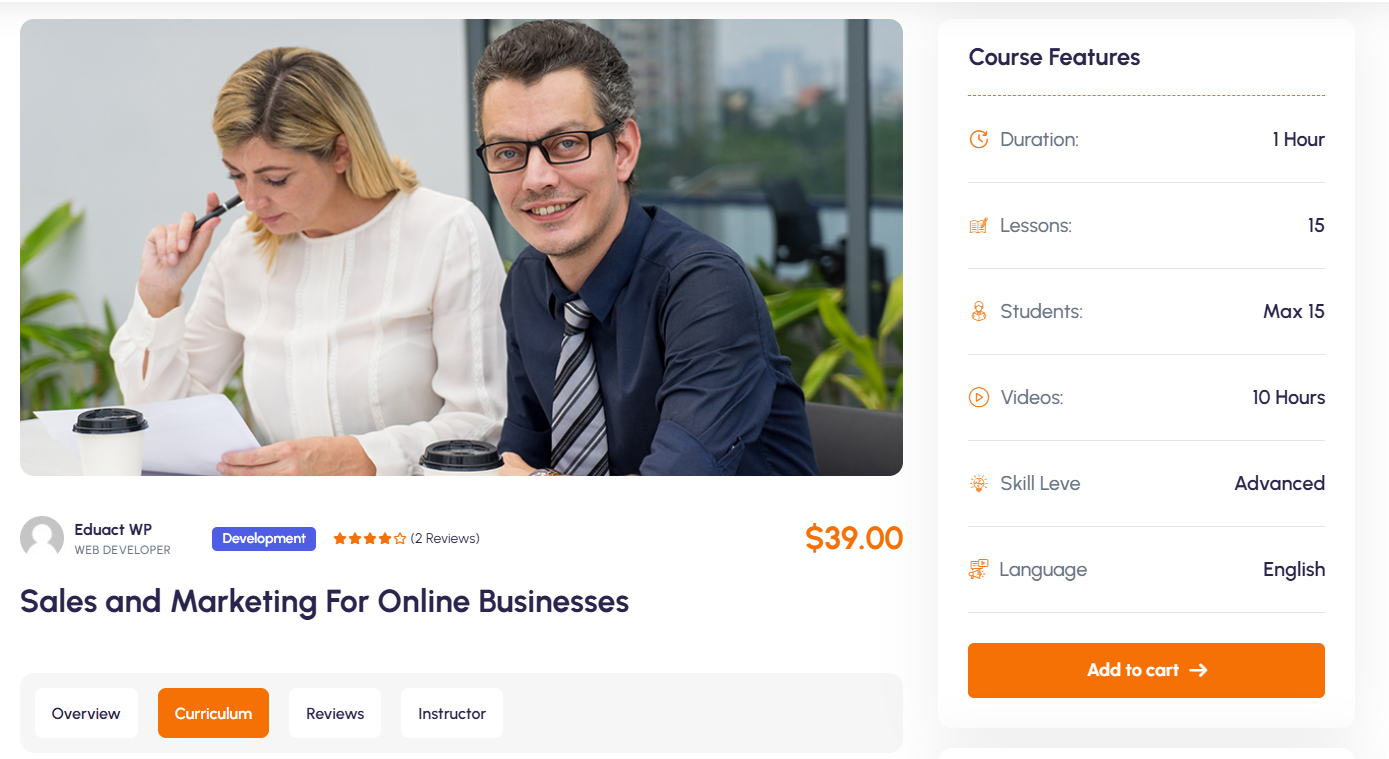 Course Features
Duration: 1 Hour
Lessons: 15
Students: Max 15
Videos: 10 Hours
Skill Leve Advanced
Language English
Add to cart
Eduact WP
WEB DEVELOPER
Development
(2 Reviews)
$39.00
Sales and Marketing For Online Businesses
Overview Curriculum Reviews Instructor